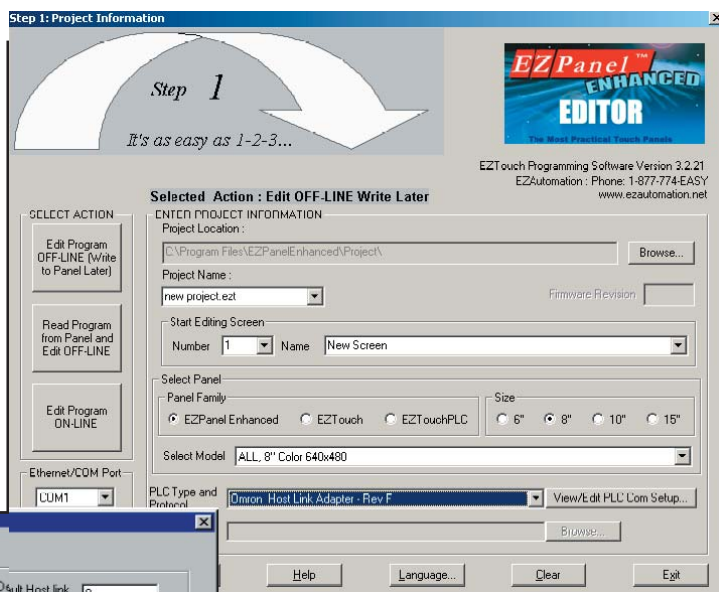 Step 1: Project Information
Step 1
It's as easy as 1-2-3...
EZPanel™
ENHANCED
EDITOR
The Most Practical Touch Panels
EZTouch Programming Software Version 3.2.21
EZAutomation : Phone: 1-877-774-EASY
www.ezautomation.net
Selected Action : Edit OFF-LINE Write Later
SELECT ACTION
Edit Program
OFF-LINE (Write
to Panel Later)
Read Program
from Panel and
Edit OFF-LINE
Edit Program
ON-LINE
Ethernet/COM Port
COM1
ENTER PROJECT INFORMATION
Project Location :
C:\Program Files\EZPanelEnhanced\Project\
Browse...
Project Name :
new project.ezt
Firmware Revision
Start Editing Screen
Number 1 Name New Screen
Select Panel
Panel Family
EZPanel Enhanced EZTouch EZTouchPLC
Size
6" 8" 10" 15"
Select Model ALL, 8" Color 640x480
PLC Type and
Protocol
Omron Host Link Adapter - Rev F
View/Edit PLC Com Setup...
Browse...
Help Language... Clear Exit
Host link